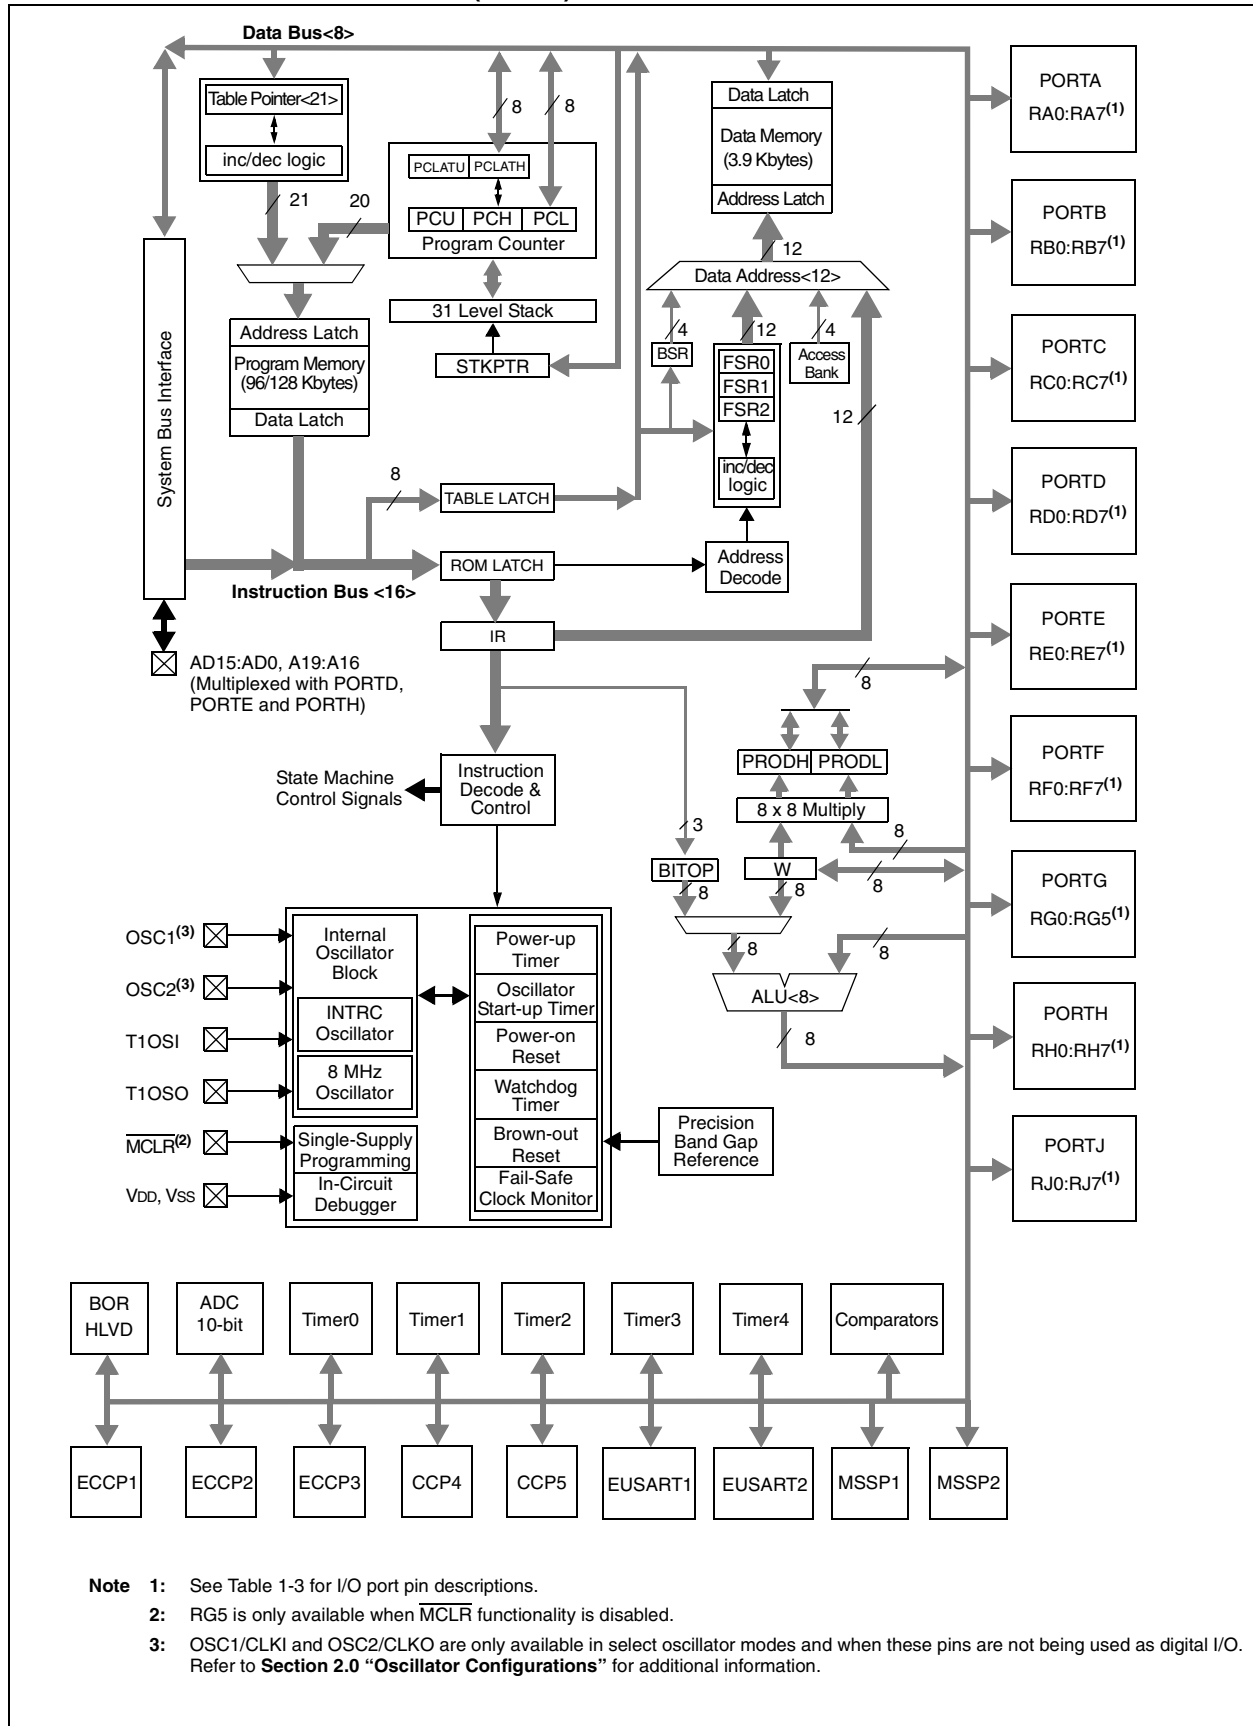 Data Bus<8>
Table Pointer<21>
inc/dec logic
21
20
8
8
PCLATU PCLATH
PCU PCH PCL
Program Counter
31 Level Stack
STKPTR
Data Latch
Data Memory
(3.9 Kbytes)
Address Latch
12
Data Address<12>
4
12
4
BSR
FSR0
FSR1
FSR2
inc/dec
logic
Access
Bank
12
Address
Decode
System Bus Interface
Address Latch
Program Memory
(96/128 Kbytes)
Data Latch
8
TABLE LATCH
ROM LATCH
Instruction Bus <16>
IR
AD15:AD0, A19:A16
(Multiplexed with PORTD,
PORTE and PORTH)
State Machine
Control Signals
Instruction
Decode &
Control
8
PRODH PRODL
8 x 8 Multiply
3
8
BITOP
W
8
8
8
8
8
ALU<8>
8
OSC1(3)
OSC2(3)
T1OSI
T1OSO
MCLR(2)
VDD, VSS
Internal
Oscillator
Block
INTRC
Oscillator
8 MHz
Oscillator
Single-Supply
Programming
In-Circuit
Debugger
Power-up
Timer
Oscillator
Start-up Timer
Power-on
Reset
Watchdog
Timer
Brown-out
Reset
Fail-Safe
Clock Monitor
Precision
Band Gap
Reference
PORTA
RA0:RA7(1)
PORTB
RB0:RB7(1)
PORTC
RC0:RC7(1)
PORTD
RD0:RD7(1)
PORTE
RE0:RE7(1)
PORTF
RF0:RF7(1)
PORTG
RG0:RG5(1)
PORTH
RH0:RH7(1)
PORTJ
RJ0:RJ7(1)
BOR
HLVD
ADC
10-bit
Timer0
Timer1
Timer2
Timer3
Timer4
Comparators
ECCP1
ECCP2
ECCP3
CCP4
CCP5
EUSART1
EUSART2
MSSP1
MSSP2
Note 1: See Table 1-3 for I/O port pin descriptions.
2: RG5 is only available when MCLR functionality is disabled.
3: OSC1/CLKI and OSC2/CLKO are only available in select oscillator modes and when these pins are not being used as digital I/O.
Refer to Section 2.0 “Oscillator Configurations” for additional information.